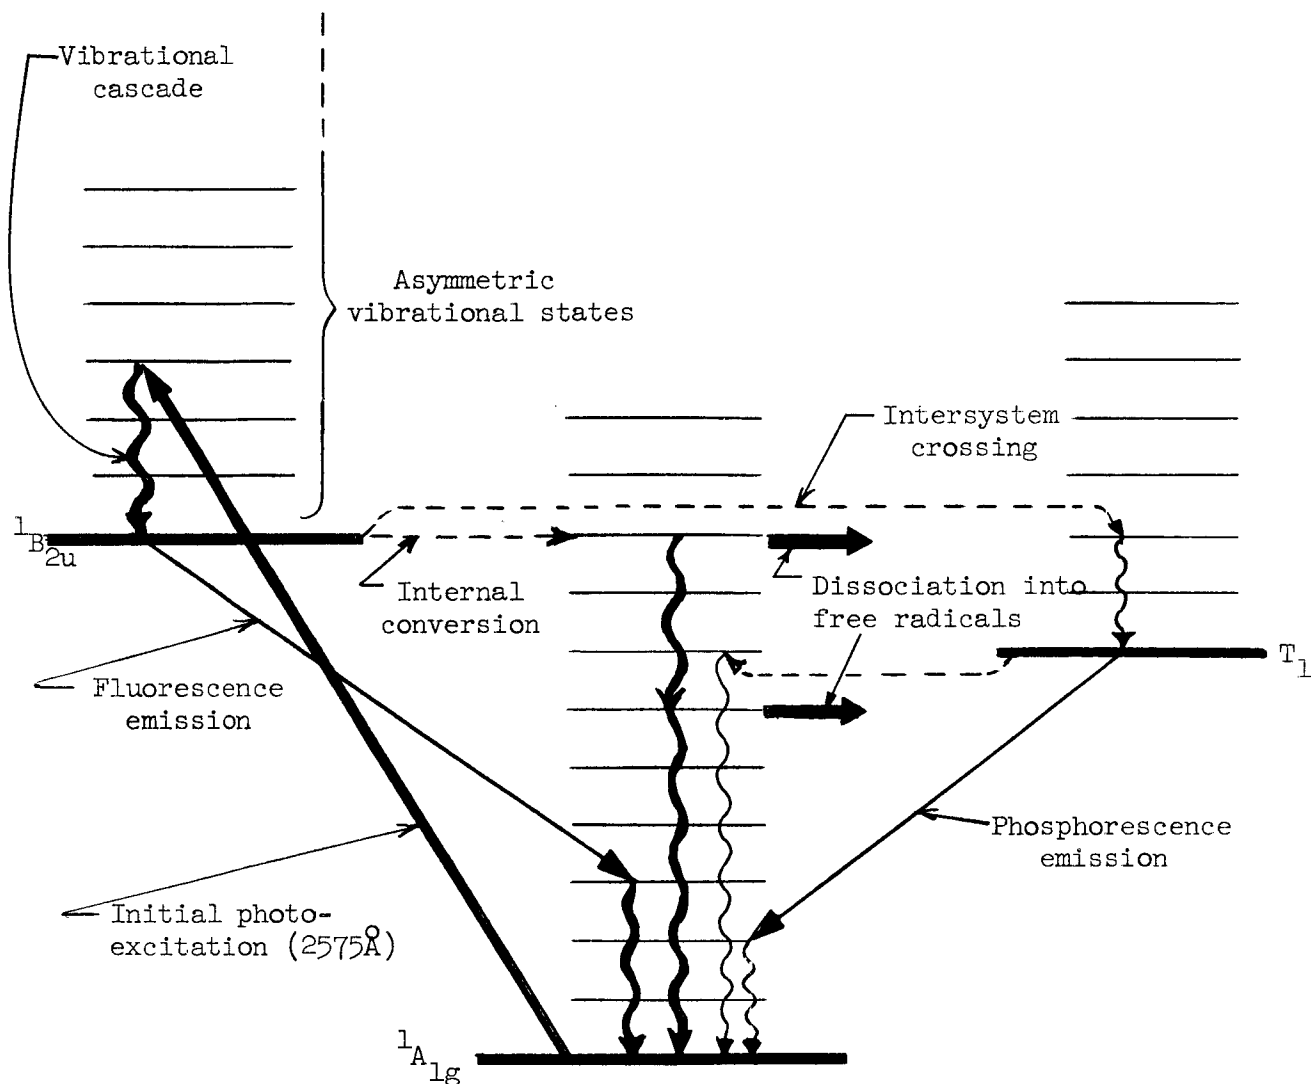 Vibrational
cascade
Asymmetric
vibrational states
Intersystem
crossing
¹B₂ᵤ
Internal
conversion
Dissociation into
free radicals
T₁
Fluorescence
emission
Phosphorescence
emission
Initial photo-
excitation (2575Å)
¹A₁g